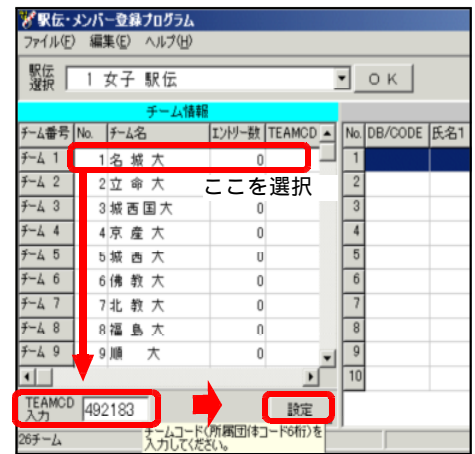 駅伝・メンバー登録プログラム
ファイル(F) 編集(E) ヘルプ(H)
駅伝選択 1 女子 駅伝 OK
チーム情報
チーム番号 No. チーム名 エントリー数 TEAMCD No. DB/CODE 氏名1
チーム 1 1 名 城 大 0 1
チーム 2 2 立 命 大 ここを選択 2
チーム 3 3 城 西 国 大 0 3
チーム 4 4 京 産 大 0 4
チーム 5 5 城 西 大 0 5
チーム 6 6 佛 教 大 0 6
チーム 7 7 北 教 大 0 7
チーム 8 8 福 島 大 0 8
チーム 9 9 順 大 0 9
10
TEAMCD入力 492183 設定
26チーム
チームコード(所属団体コード6桁)を
入力してください。